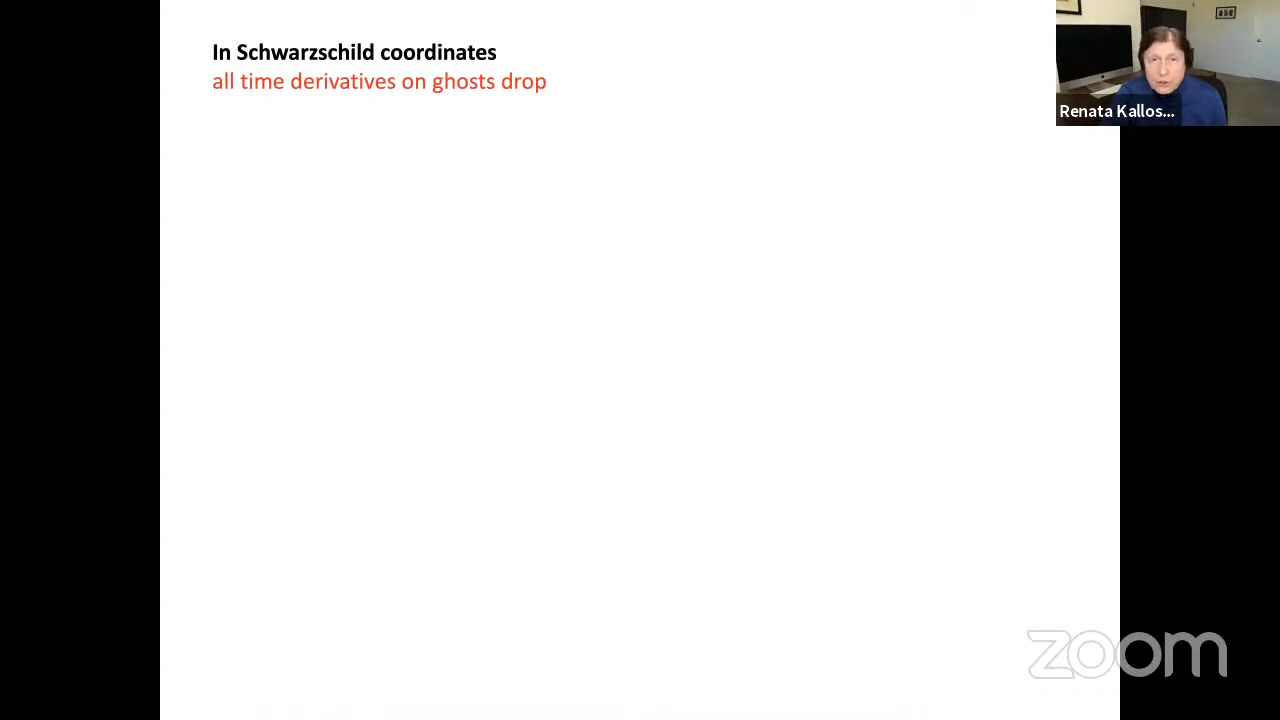 In Schwarzschild coordinates
all time derivatives on ghosts drop
Renata Kallos...
zoom